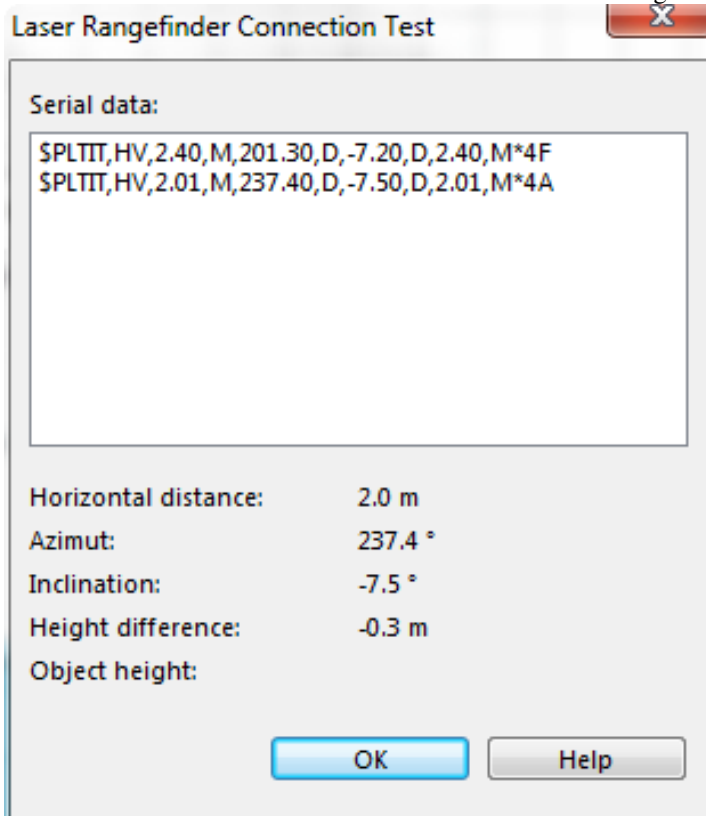 Laser Rangefinder Connection Test
Serial data:
$PLTIT,HV,2.40,M,201.30,D,-7.20,D,2.40,M*4F
$PLTIT,HV,2.01,M,237.40,D,-7.50,D,2.01,M*4A
Horizontal distance: 2.0 m
Azimut: 237.4 °
Inclination: -7.5 °
Height difference: -0.3 m
Object height:
OK Help